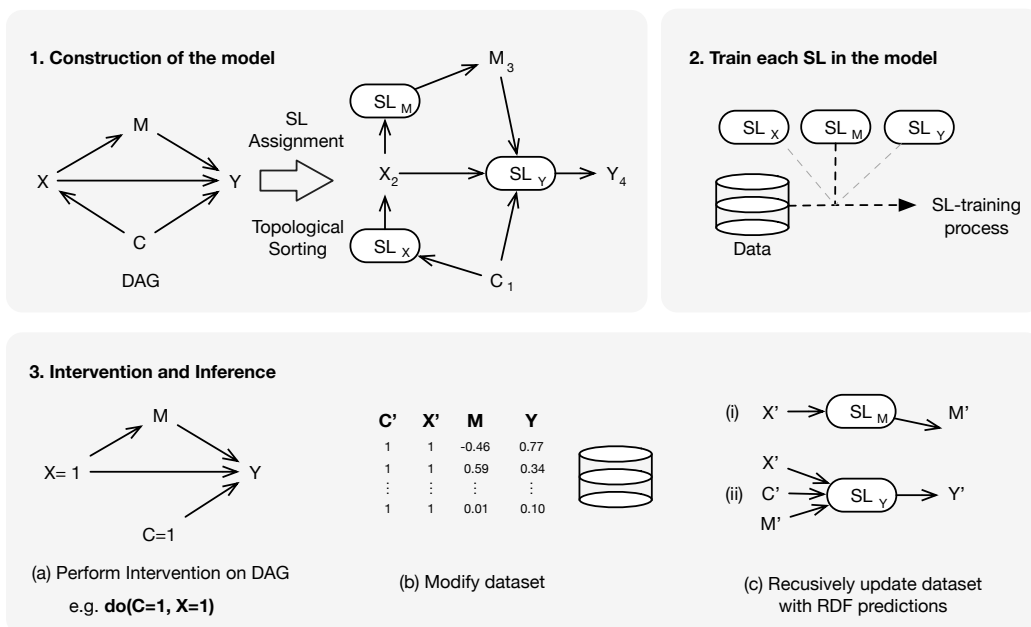 1. Construction of the model
M
X
Y
C
DAG
SL
Assignment
Topological
Sorting
SL M
M 3
X 2
SL Y
Y 4
SL X
C 1
2. Train each SL in the model
SL X
SL M
SL Y
Data
SL-training
process
3. Intervention and Inference
M
X= 1
Y
C=1
(a) Perform Intervention on DAG
e.g. do(C=1, X=1)
C' X' M Y
1 1 -0.46 0.77
1 1 0.59 0.34
⋮ ⋮ ⋮ ⋮
1 1 0.01 0.10
(b) Modify dataset
(i) X' SL M M'
X'
(ii) C' SL Y Y'
M'
(c) Recusively update dataset
with RDF predictions